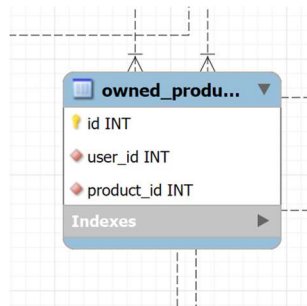 owned_produ...
id INT
user_id INT
product_id INT
Indexes